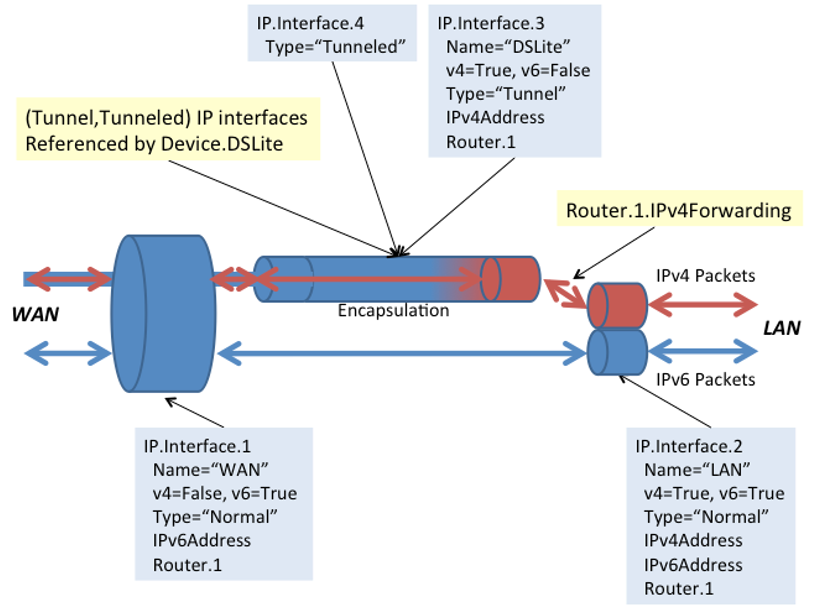 IP.Interface.4
Type=“Tunneled”
IP.Interface.3
Name=“DSLite”
v4=True, v6=False
Type=“Tunnel”
IPv4Address
Router.1
(Tunnel,Tunneled) IP interfaces
Referenced by Device.DSLite
Router.1.IPv4Forwarding
IPv4 Packets
Encapsulation
WAN
LAN
IPv6 Packets
IP.Interface.1
Name=“WAN”
v4=False, v6=True
Type=“Normal”
IPv6Address
Router.1
IP.Interface.2
Name=“LAN”
v4=True, v6=True
Type=“Normal”
IPv4Address
IPv6Address
Router.1